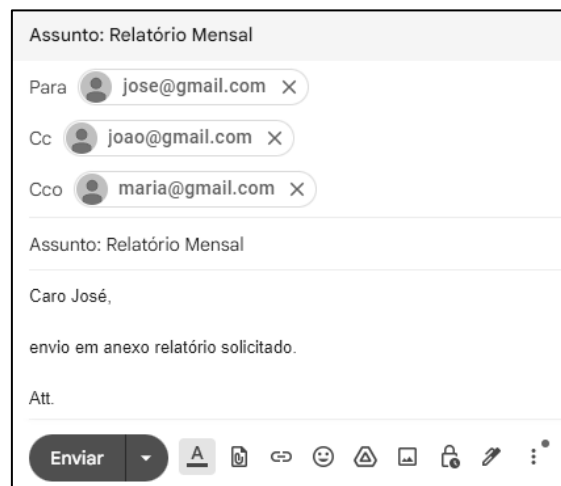 Assunto: Relatório Mensal
Para jose@gmail.com
Cc joao@gmail.com
Cco maria@gmail.com
Assunto: Relatório Mensal
Caro José,
envio em anexo relatório solicitado.
Att.
Enviar A